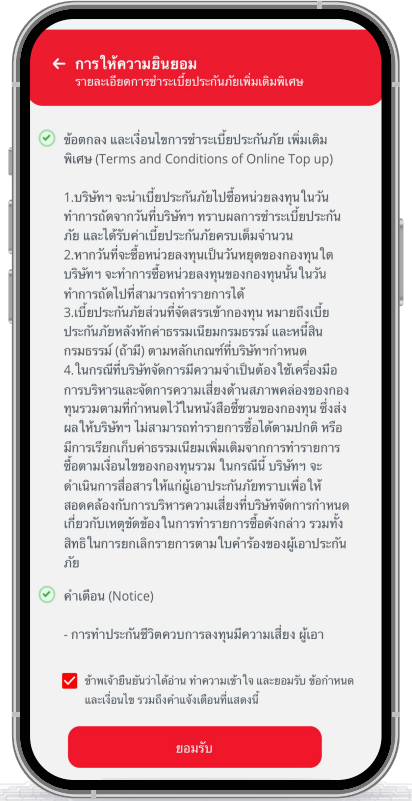 การให้ความยินยอม
รายละเอียดการชำระเบี้ยประกันภัยเพิ่มเติมพิเศษ
ข้อตกลง และเงื่อนไขการชำระเบี้ยประกันภัย เพิ่มเติม
พิเศษ (Terms and Conditions of Online Top up)
1.บริษัทฯ จะนำเบี้ยประกันภัยไปซื้อหน่วยลงทุนในวัน
ทำการถัดจากวันที่บริษัทฯ ทราบผลการชำระเบี้ยประกัน
ภัย และได้รับค่าเบี้ยประกันภัยครบเต็มจำนวน
2.หากวันที่จะซื้อหน่วยลงทุนเป็นวันหยุดของกองทุนใด
บริษัทฯ จะทำการซื้อหน่วยลงทุนของกองทุนนั้นในวัน
ทำการถัดไปที่สามารถทำรายการได้
3.เบี้ยประกันภัยส่วนที่จัดสรรเข้ากองทุน หมายถึงเบี้ย
ประกันภัยหลังหักค่าธรรมเนียมกรมธรรม์ และหนี้สิน
กรมธรรม์ (ถ้ามี) ตามหลักเกณฑ์ที่บริษัทฯกำหนด
4.ในกรณีที่บริษัทจัดการมีความจำเป็นต้องใช้เครื่องมือ
การบริหารและจัดการความเสี่ยงด้านสภาพคล่องของกอง
ทุนรวมตามที่กำหนดไว้ในหนังสือชี้ชวนของกองทุน ซึ่งส่ง
ผลให้บริษัทฯ ไม่สามารถทำรายการซื้อได้ตามปกติ หรือ
มีการเรียกเก็บค่าธรรมเนียมเพิ่มเติมจากการทำรายการ
ซื้อตามเงื่อนไขของกองทุนรวม ในกรณีนี้ บริษัทฯ จะ
ดำเนินการสื่อสารให้แก่ผู้เอาประกันภัยทราบเพื่อให้
สอดคล้องกับการบริหารความเสี่ยงที่บริษัทจัดการกำหนด
เกี่ยวกับเหตุขัดข้องในการทำรายการซื้อดังกล่าว รวมทั้ง
สิทธิในการยกเลิกรายการตามใบคำร้องของผู้เอาประกัน
ภัย
คำเตือน (Notice)
- การทำประกันชีวิตควบการลงทุนมีความเสี่ยง ผู้เอา
ข้าพเจ้ายืนยันว่าได้อ่าน ทำความเข้าใจ และยอมรับ ข้อกำหนด
และเงื่อนไข รวมถึงคำแจ้งเตือนที่แสดงนี้
ยอมรับ